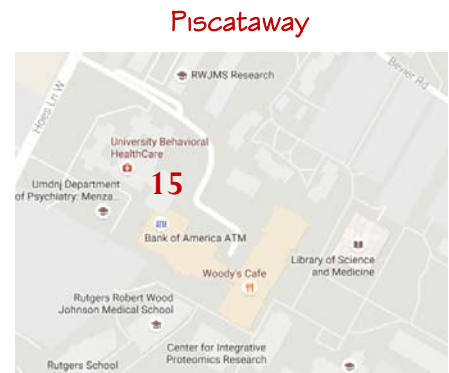 Piscataway
RWJMS Research
Bevier Rd
Hoes Ln W
University Behavioral
HealthCare
15
Umdnj Department
of Psychiatry: Menza...
ATM
Bank of America ATM
Library of Science
and Medicine
Woody's Cafe
Rutgers Robert Wood
Johnson Medical School
Center for Integrative
Proteomics Research
Rutgers School